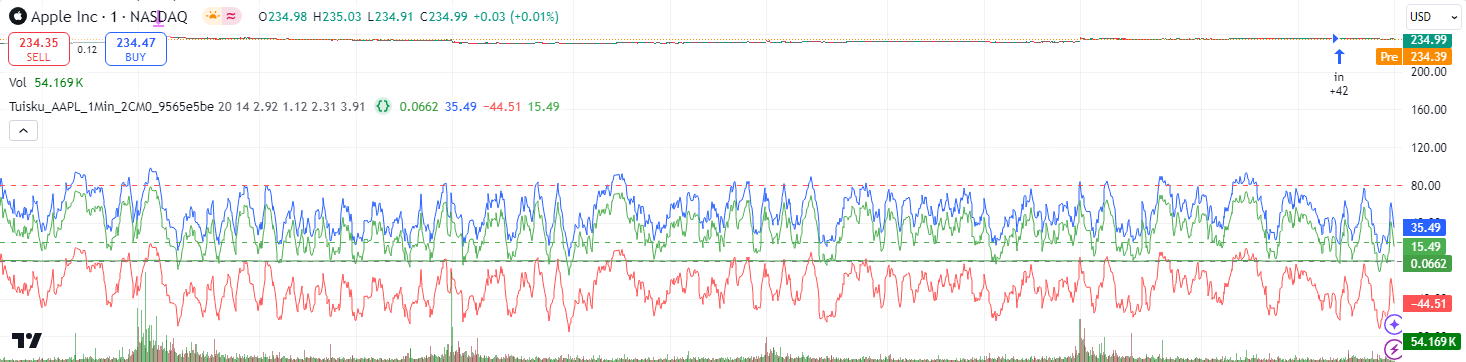 Apple Inc · 1 · NASDAQ ≈ O234.98 H235.03 L234.91 C234.99 +0.03 (+0.01%) USD
234.35 SELL 0.12 234.47 BUY
234.99
Pre 234.39
200.00
in
+42
Vol 54.169 K
Tuisku_AAPL_1Min_2CM0_9565e5be 20 14 2.92 1.12 2.31 3.91 {} 0.0662 35.49 −44.51 15.49
160.00
120.00
80.00
35.49
15.49
0.0662
−44.51
54.169 K